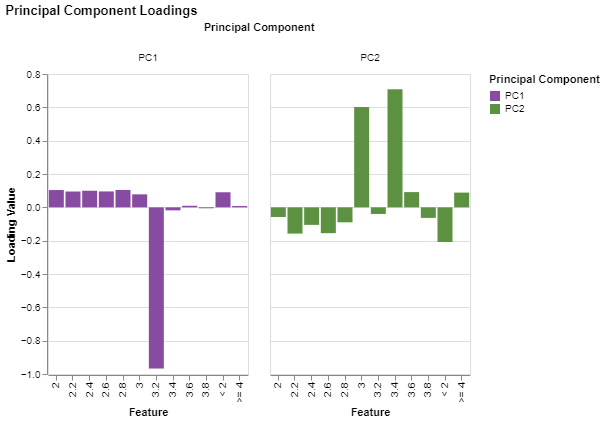 Principal Component Loadings
Principal Component
PC1 PC2
Principal Component
PC1
PC2
0.8
0.6
0.4
0.2
0.0
−0.2
−0.4
−0.6
−0.8
−1.0
Loading Value
2 2.2 2.4 2.6 2.8 3 3.2 3.4 3.6 3.8 < 2 >= 4
2 2.2 2.4 2.6 2.8 3 3.2 3.4 3.6 3.8 < 2 >= 4
Feature Feature